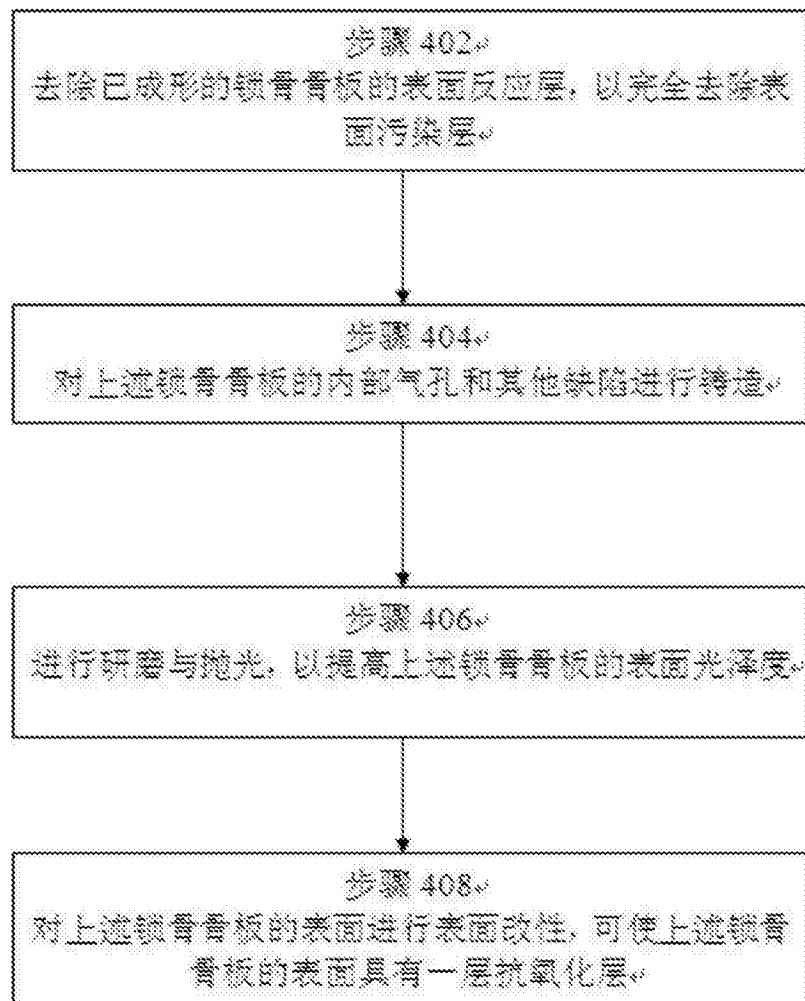 步骤 402
去除已成形的锁骨骨板的表面反应层，以完全去除表
面污染层
步骤 404
对上述锁骨骨板的内部气孔和其他缺陷进行铸造
步骤 406
进行研磨与抛光，以提高上述锁骨骨板的表面光泽度
步骤 408
对上述锁骨骨板的表面进行表面改性，可使上述锁骨
骨板的表面具有一层抗氧化层